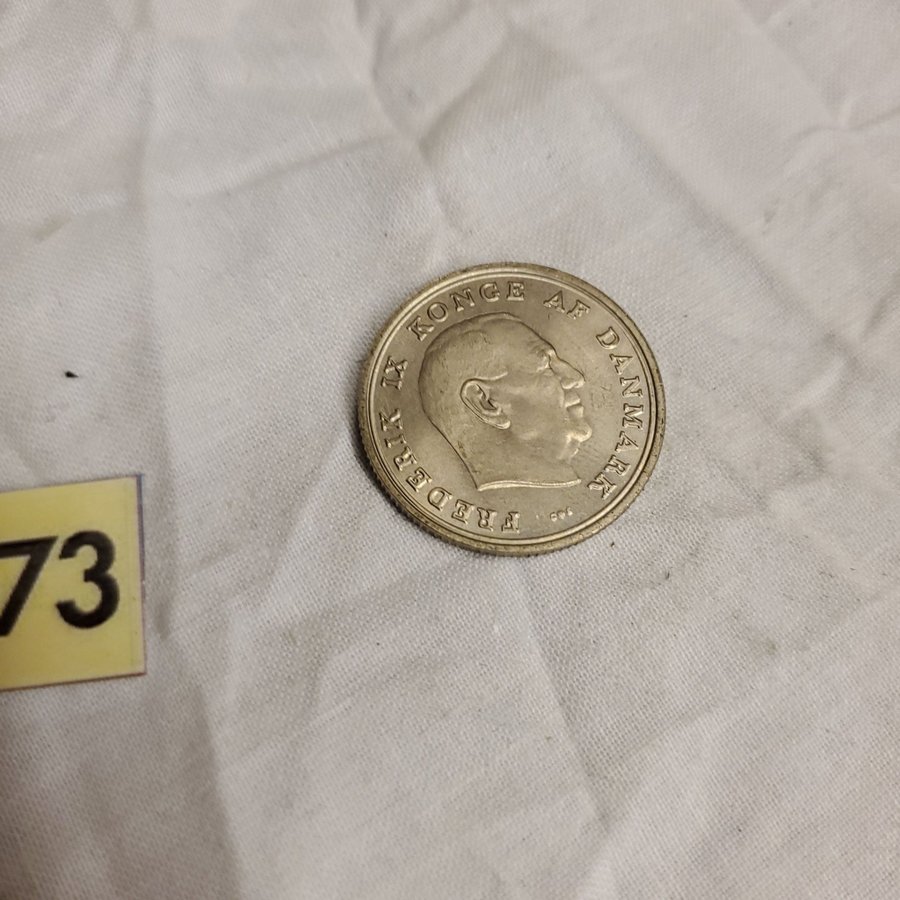 FREDERIK IX KONGE AF DANMARK
73